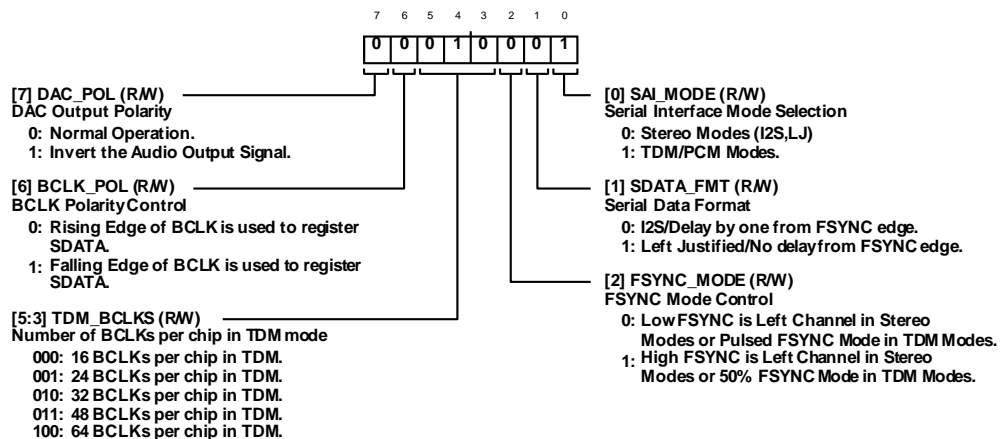 7 6 5 4 3 2 1 0
0 0 0 1 0 0 0 1
[7] DAC_POL (R/W)
DAC Output Polarity
0: Normal Operation.
1: Invert the Audio Output Signal.
[6] BCLK_POL (R/W)
BCLK Polarity Control
0: Rising Edge of BCLK is used to register
SDATA.
1: Falling Edge of BCLK is used to register
SDATA.
[5:3] TDM_BCLKS (R/W)
Number of BCLKs per chip in TDM mode
000: 16 BCLKs per chip in TDM.
001: 24 BCLKs per chip in TDM.
010: 32 BCLKs per chip in TDM.
011: 48 BCLKs per chip in TDM.
100: 64 BCLKs per chip in TDM.
[0] SAI_MODE (R/W)
Serial Interface Mode Selection
0: Stereo Modes (I2S,LJ)
1: TDM/PCM Modes.
[1] SDATA_FMT (R/W)
Serial Data Format
0: I2S/Delay by one from FSYNC edge.
1: Left Justified/No delay from FSYNC edge.
[2] FSYNC_MODE (R/W)
FSYNC Mode Control
0: Low FSYNC is Left Channel in Stereo
Modes or Pulsed FSYNC Mode in TDM Modes.
1: High FSYNC is Left Channel in Stereo
Modes or 50% FSYNC Mode in TDM Modes.